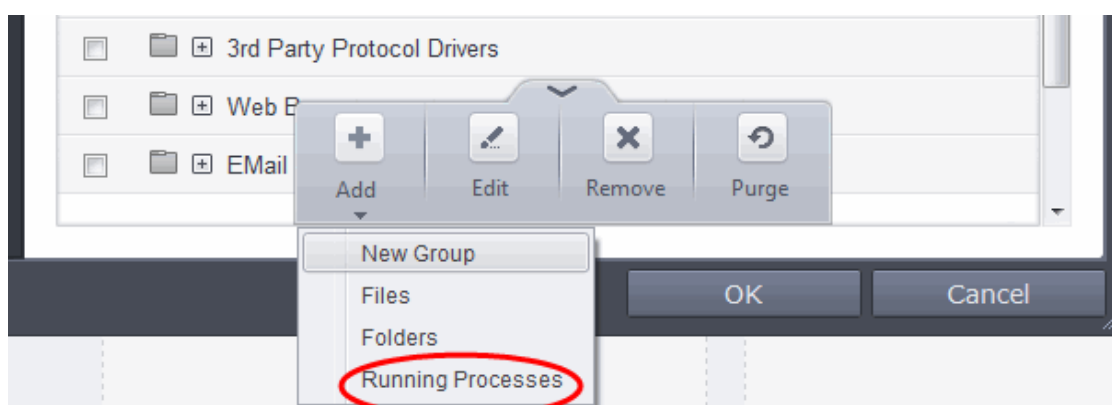 3rd Party Protocol Drivers
Web B
EMail
Add
Edit
Remove
Purge
New Group
Files
Folders
Running Processes
OK
Cancel